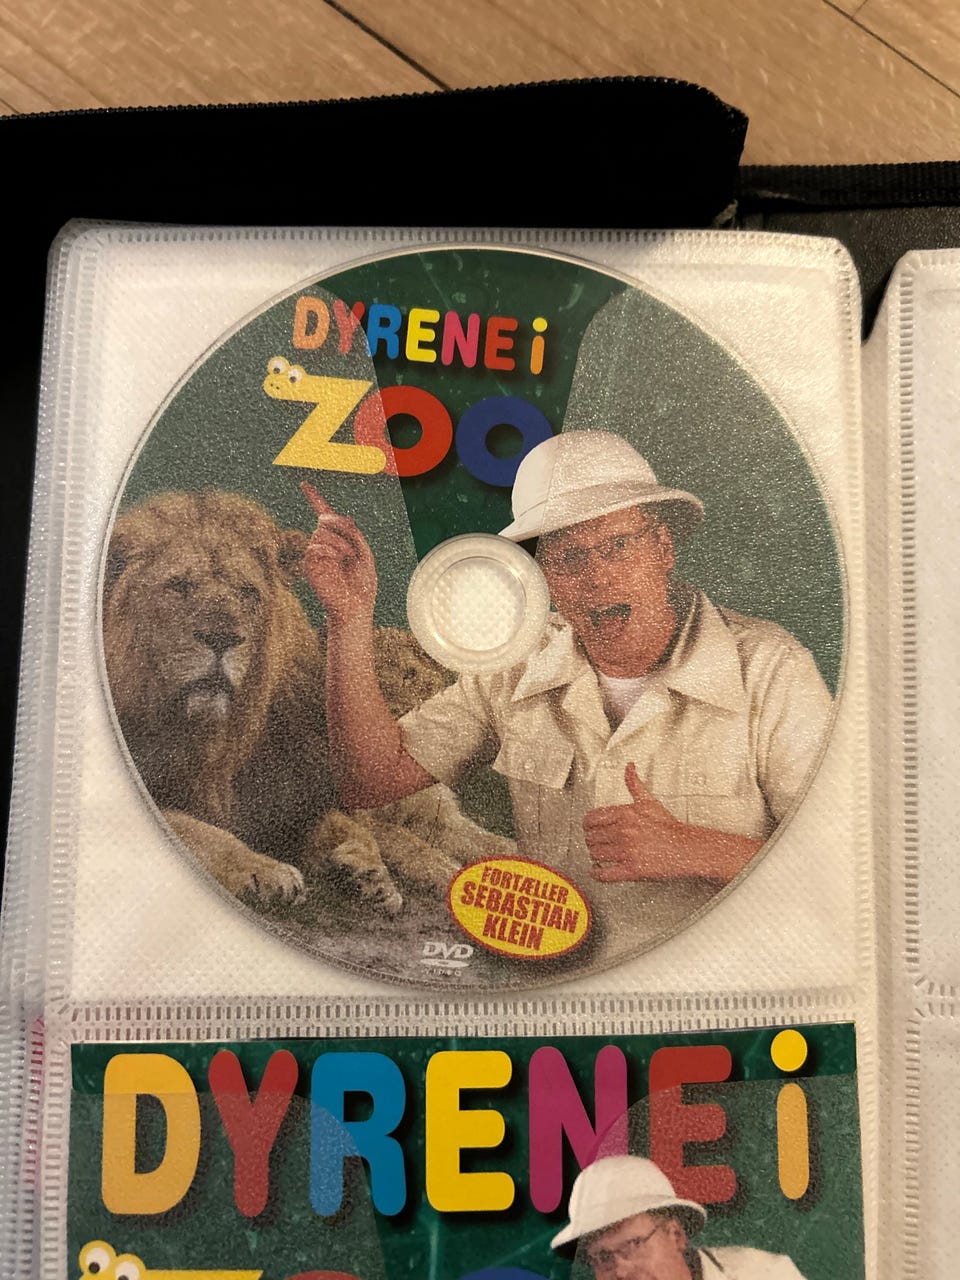 DYRENE i
ZOO
FORTÆLLER
SEBASTIAN
KLEIN
DVD
VIDEO
DYRENE i